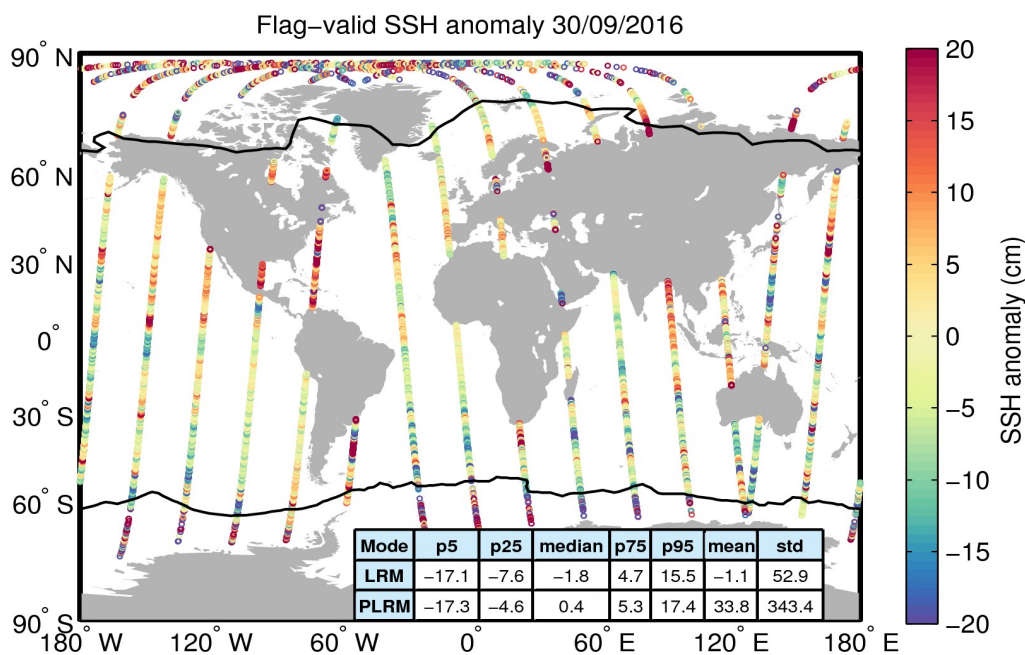 Flag−valid SSH anomaly 30/09/2016
90° N
60° N
30° N
0°
30° S
60° S
90° S
180° W
120° W
60° W
0°
60° E
120° E
180° E
Mode p5 p25 median p75 p95 mean std
LRM −17.1 −7.6 −1.8 4.7 15.5 −1.1 52.9
PLRM −17.3 −4.6 0.4 5.3 17.4 33.8 343.4
20
15
10
5
0
−5
−10
−15
−20
SSH anomaly (cm)